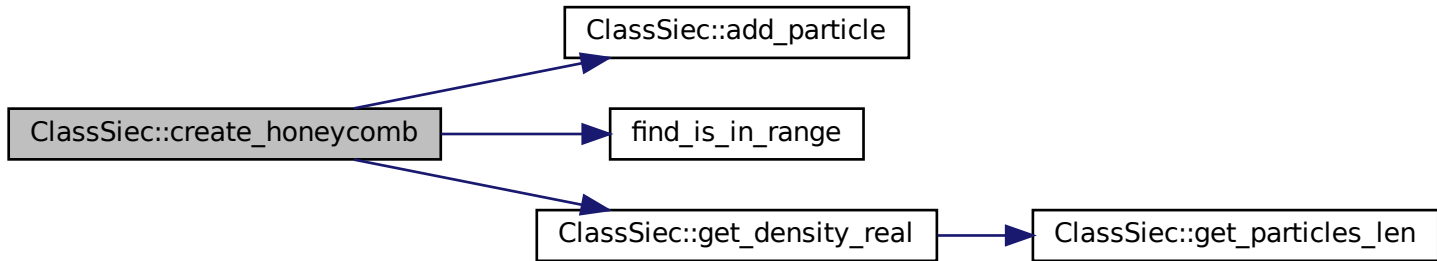 ClassSiec::add_particle
ClassSiec::create_honeycomb
find_is_in_range
ClassSiec::get_density_real
ClassSiec::get_particles_len